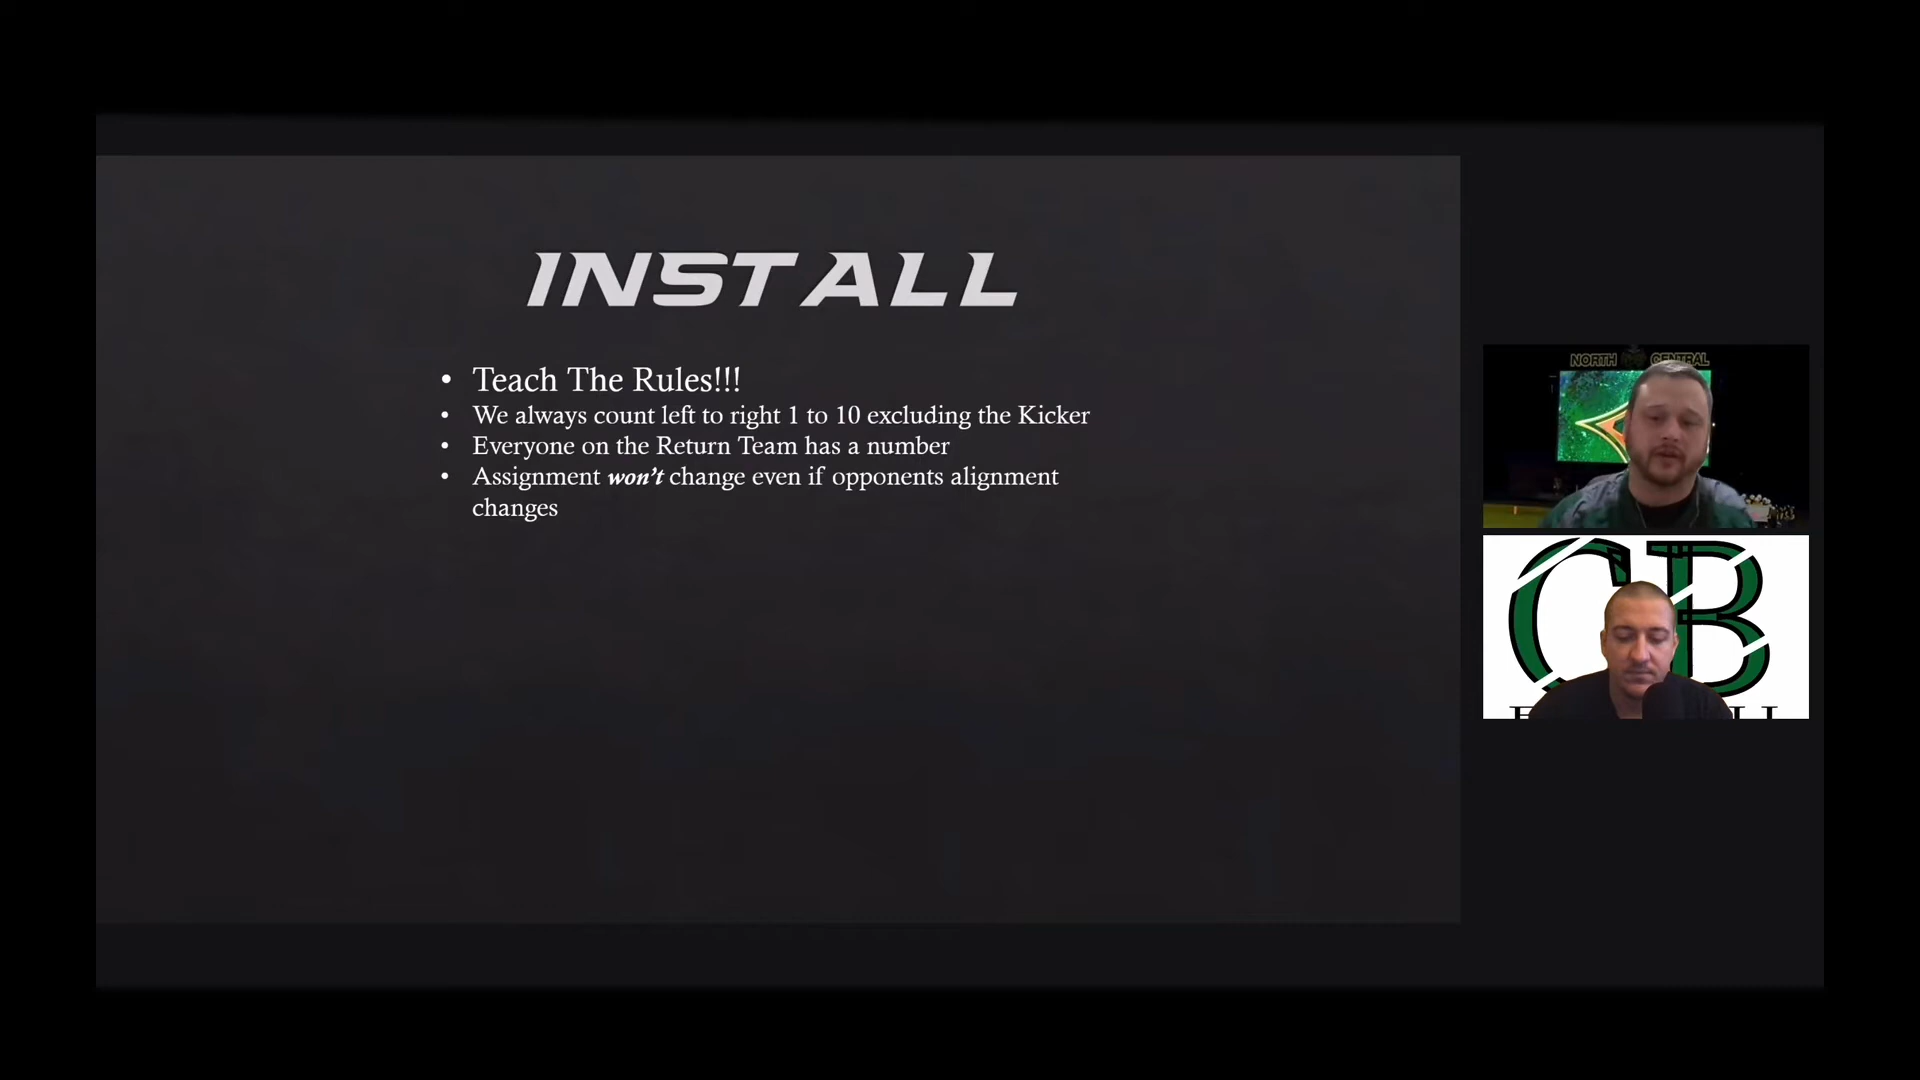 INSTALL
• Teach The Rules!!!
• We always count left to right 1 to 10 excluding the Kicker
• Everyone on the Return Team has a number
• Assignment won't change even if opponents alignment
changes
NORTH CENTRAL
CB